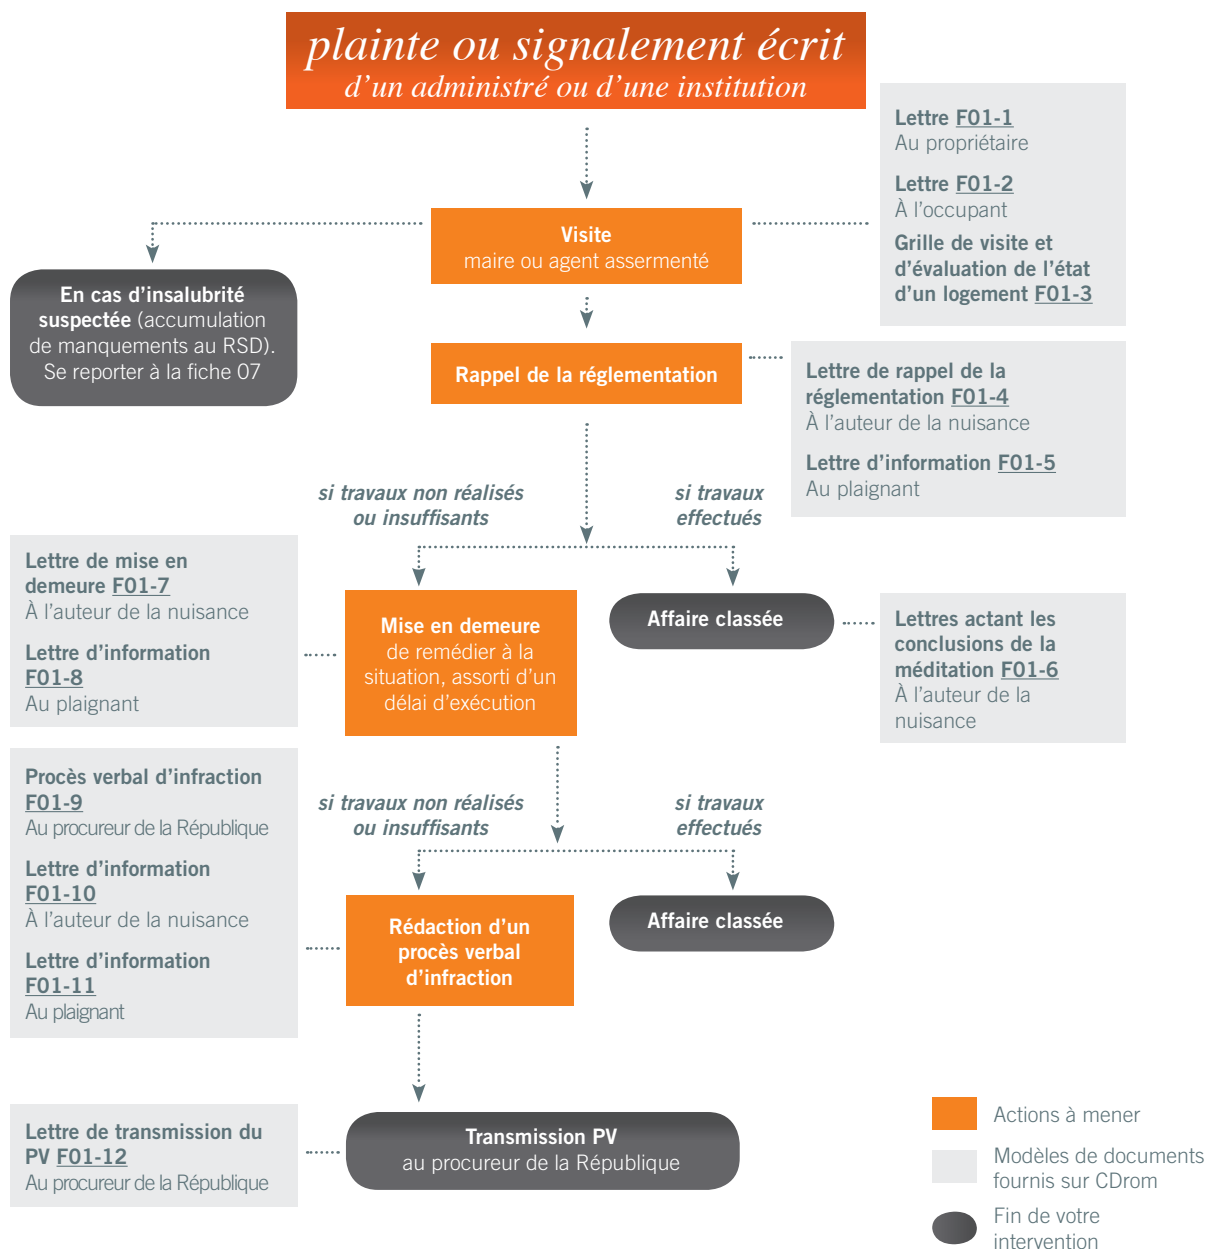 plainte ou signalement écrit
d'un administré ou d'une institution
Lettre F01-1
Au propriétaire
Lettre F01-2
À l'occupant
Grille de visite et
d'évaluation de l'état
d'un logement F01-3
Visite
maire ou agent assermenté
En cas d'insalubrité
suspectée (accumulation
de manquements au RSD).
Se reporter à la fiche 07
Rappel de la réglementation
Lettre de rappel de la
réglementation F01-4
À l'auteur de la nuisance
Lettre d'information F01-5
Au plaignant
si travaux non réalisés
ou insuffisants
si travaux
effectués
Lettre de mise en
demeure F01-7
À l'auteur de la nuisance
Lettre d'information
F01-8
Au plaignant
Mise en demeure
de remédier à la
situation, assorti d'un
délai d'exécution
Affaire classée
Lettres actant les
conclusions de la
méditation F01-6
À l'auteur de la
nuisance
Procès verbal d'infraction
F01-9
Au procureur de la République
Lettre d'information
F01-10
À l'auteur de la nuisance
Lettre d'information
F01-11
Au plaignant
si travaux non réalisés
ou insuffisants
si travaux
effectués
Rédaction d'un
procès verbal
d'infraction
Affaire classée
Lettre de transmission du
PV F01-12
Au procureur de la République
Transmission PV
au procureur de la République
Actions à mener
Modèles de documents
fournis sur CDrom
Fin de votre
intervention